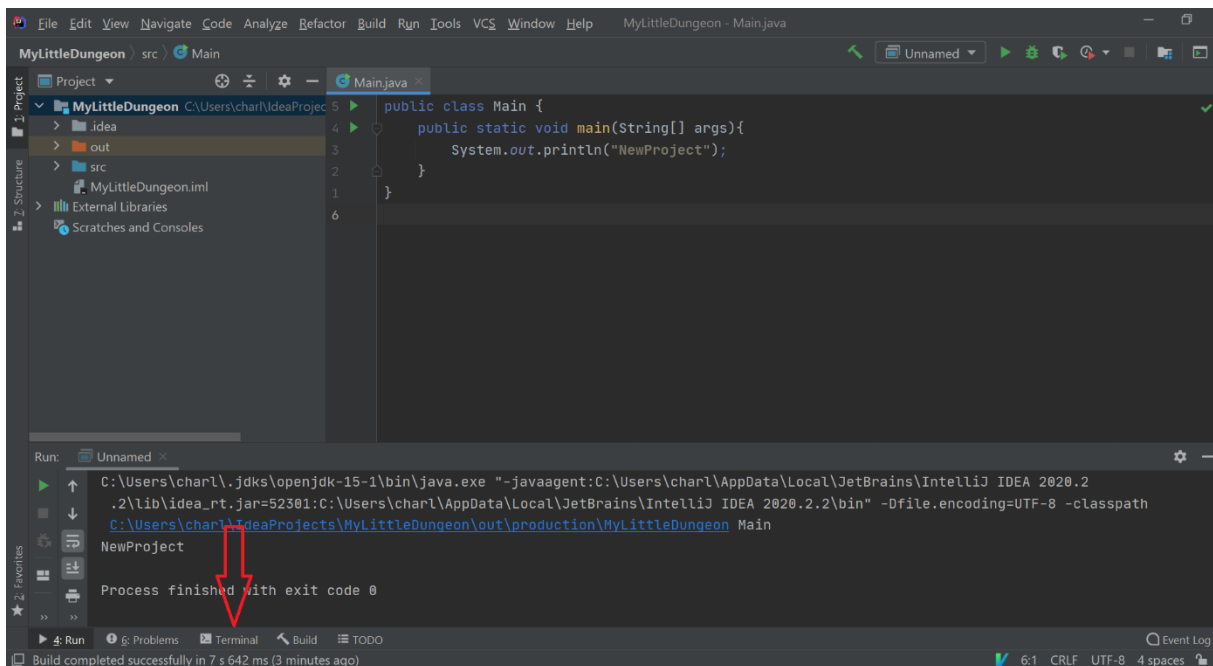 File Edit View Navigate Code Analyze Refactor Build Run Tools VCS Window Help MyLittleDungeon - Main.java
MyLittleDungeon src Main Unnamed
1: Project
Project
Main.java
MyLittleDungeon C:\Users\charl\IdeaProjec
.idea
out
src
MyLittleDungeon.iml
External Libraries
Scratches and Consoles
Z: Structure
5 public class Main {
4 public static void main(String[] args){
3 System.out.println("NewProject");
2 }
1 }
6
Run: Unnamed
C:\Users\charl\.jdks\openjdk-15-1\bin\java.exe "-javaagent:C:\Users\charl\AppData\Local\JetBrains\IntelliJ IDEA 2020.2
.2\lib\idea_rt.jar=52301:C:\Users\charl\AppData\Local\JetBrains\IntelliJ IDEA 2020.2.2\bin" -Dfile.encoding=UTF-8 -classpath
C:\Users\charl\IdeaProjects\MyLittleDungeon\out\production\MyLittleDungeon Main
NewProject
Process finished with exit code 0
2: Favorites
4: Run 6: Problems Terminal Build TODO Event Log
Build completed successfully in 7 s 642 ms (3 minutes ago) 6:1 CRLF UTF-8 4 spaces